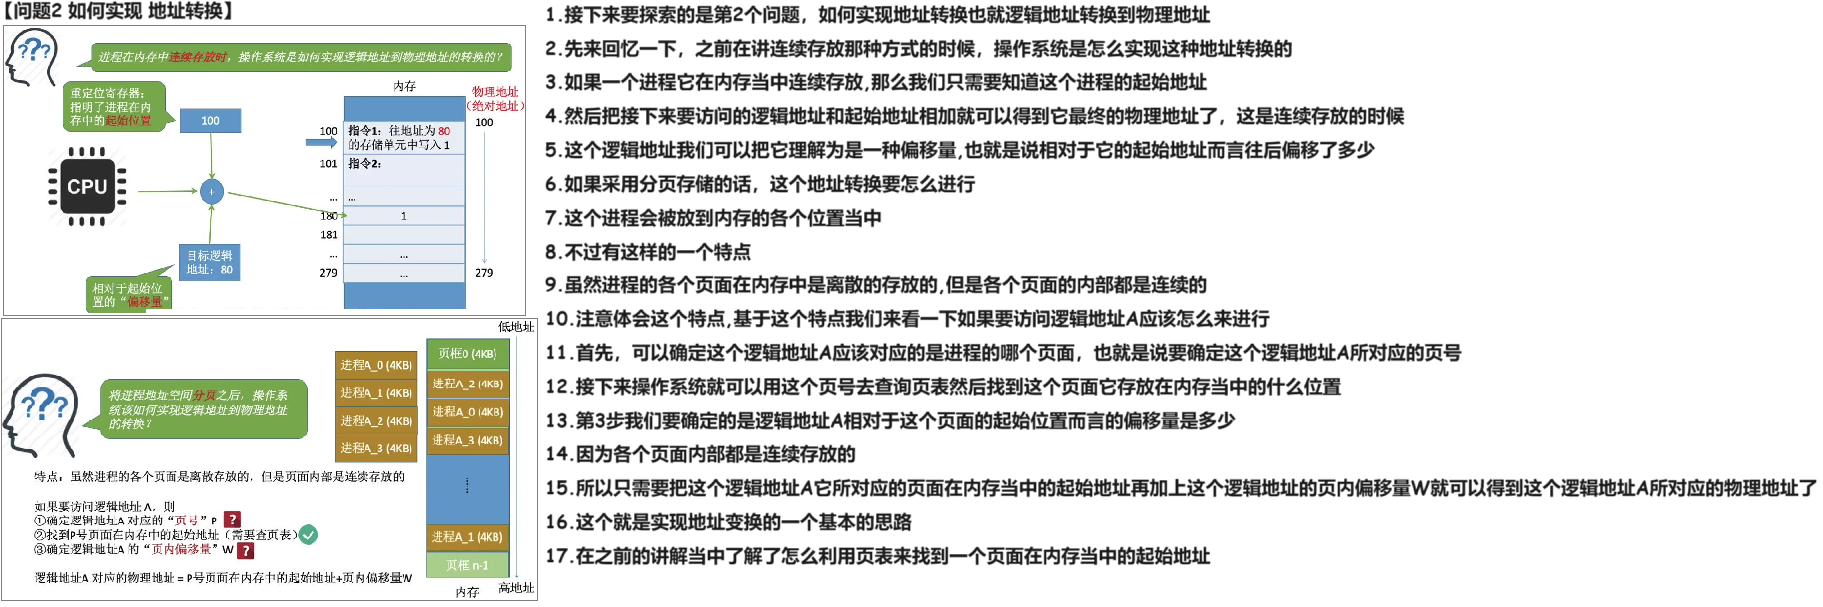 【问题2 如何实现 地址转换】
???
进程在内存中连续存放时，操作系统是如何实现逻辑地址到物理地址的转换的？
重定位寄存器：
指明了进程在内
存中的起始位置
100
CPU
+
目标逻辑
地址：80
相对于起始位
置的“偏移量”
内存
物理地址
（绝对地址）
100
100
指令1：往地址为 80
的存储单元中写入 1
101
指令2：
...
...
180
1
181
...
...
279
...
279
???
将进程地址空间分页之后，操作系
统该如何实现逻辑地址到物理地址
的转换？
进程A_0 (4KB)
进程A_1 (4KB)
进程A_2 (4KB)
进程A_3 (4KB)
低地址
页框0 (4KB)
进程A_2 (4KB)
进程A_0 (4KB)
进程A_3 (4KB)
进程A_1 (4KB)
页框 n-1
内存
高地址
特点：虽然进程的各个页面是离散存放的，但是页面内部是连续存放的
如果要访问逻辑地址 A，则
①确定逻辑地址A 对应的“页号”P ?
②找到P号页面在内存中的起始地址（需要查页表）
③确定逻辑地址A 的“页内偏移量”W ?
逻辑地址A 对应的物理地址 = P号页面在内存中的起始地址+页内偏移量W
1.接下来要探索的是第2个问题，如何实现地址转换也就逻辑地址转换到物理地址
2.先来回忆一下，之前在讲连续存放那种方式的时候，操作系统是怎么实现这种地址转换的
3.如果一个进程它在内存当中连续存放,那么我们只需要知道这个进程的起始地址
4.然后把接下来要访问的逻辑地址和起始地址相加就可以得到它最终的物理地址了，这是连续存放的时候
5.这个逻辑地址我们可以把它理解为是一种偏移量,也就是说相对于它的起始地址而言往后偏移了多少
6.如果采用分页存储的话，这个地址转换要怎么进行
7.这个进程会被放到内存的各个位置当中
8.不过有这样的一个特点
9.虽然进程的各个页面在内存中是离散的存放的,但是各个页面的内部都是连续的
10.注意体会这个特点,基于这个特点我们来看一下如果要访问逻辑地址A应该怎么来进行
11.首先，可以确定这个逻辑地址A应该对应的是进程的哪个页面，也就是说要确定这个逻辑地址A所对应的页号
12.接下来操作系统就可以用这个页号去查询页表然后找到这个页面它存放在内存当中的什么位置
13.第3步我们要确定的是逻辑地址A相对于这个页面的起始位置而言的偏移量是多少
14.因为各个页面内部都是连续存放的
15.所以只需要把这个逻辑地址A它所对应的页面在内存当中的起始地址再加上这个逻辑地址的页内偏移量W就可以得到这个逻辑地址A所对应的物理地址了
16.这个就是实现地址变换的一个基本的思路
17.在之前的讲解当中了解了怎么利用页表来找到一个页面在内存当中的起始地址